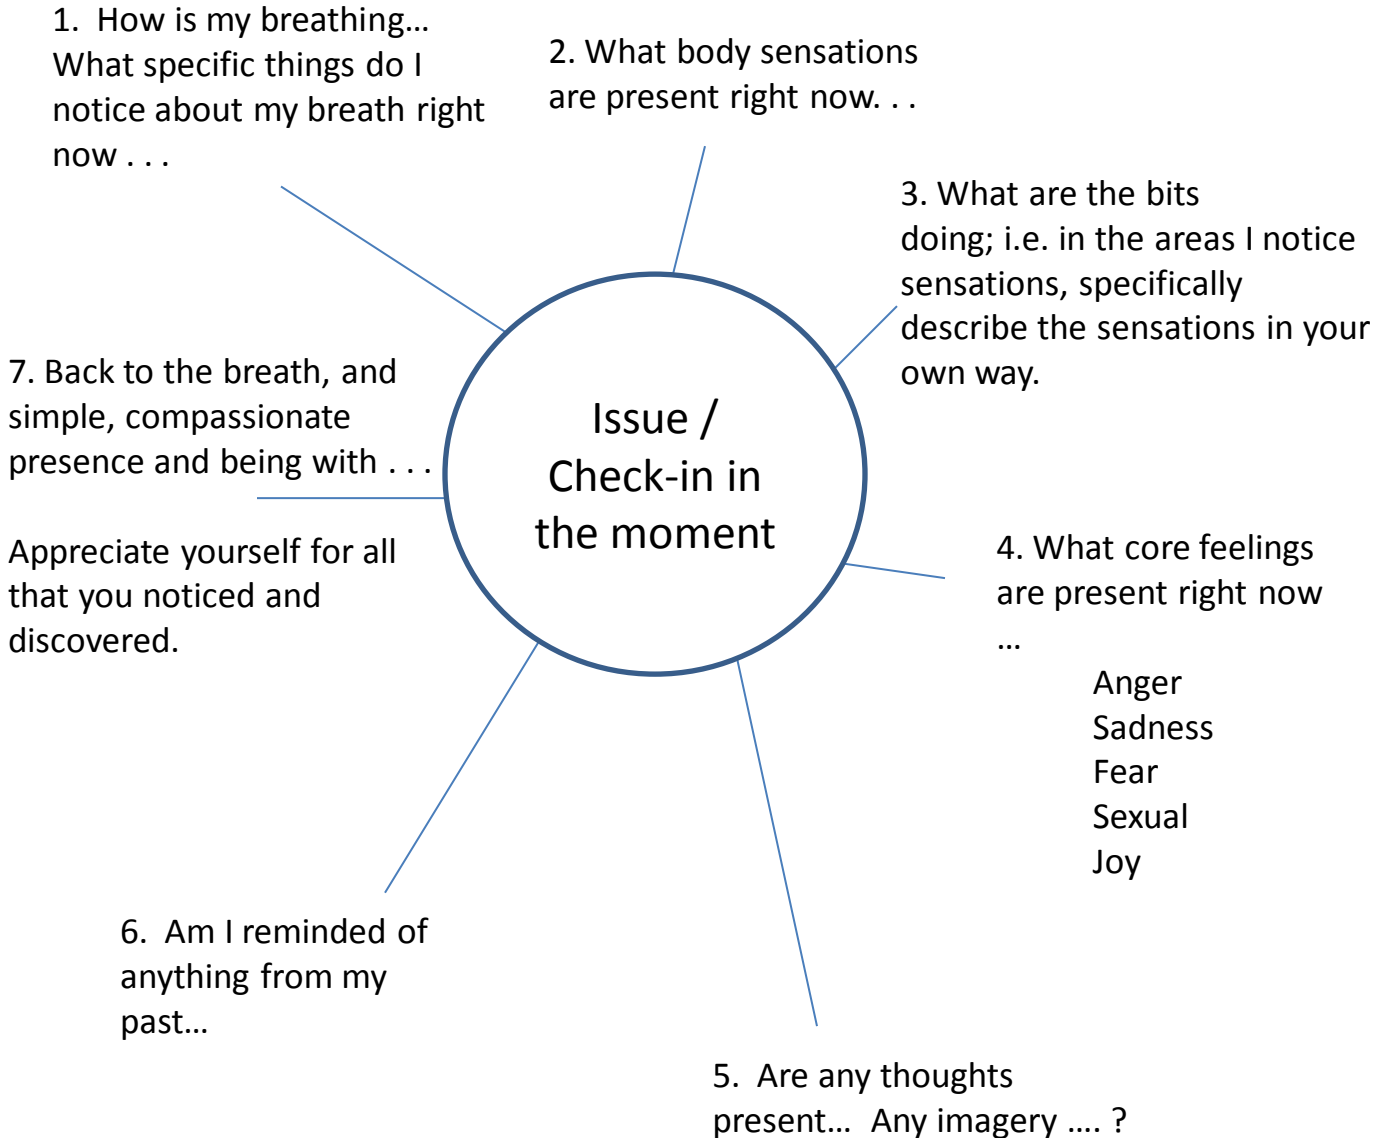 1. How is my breathing...
What specific things do I
notice about my breath right
now . . .
2. What body sensations
are present right now. . .
3. What are the bits
doing; i.e. in the areas I notice
sensations, specifically
describe the sensations in your
own way.
Issue /
Check-in in
the moment
4. What core feelings
are present right now
...
Anger
Sadness
Fear
Sexual
Joy
5. Are any thoughts
present... Any imagery .... ?
6. Am I reminded of
anything from my
past...
7. Back to the breath, and
simple, compassionate
presence and being with . . .
Appreciate yourself for all
that you noticed and
discovered.